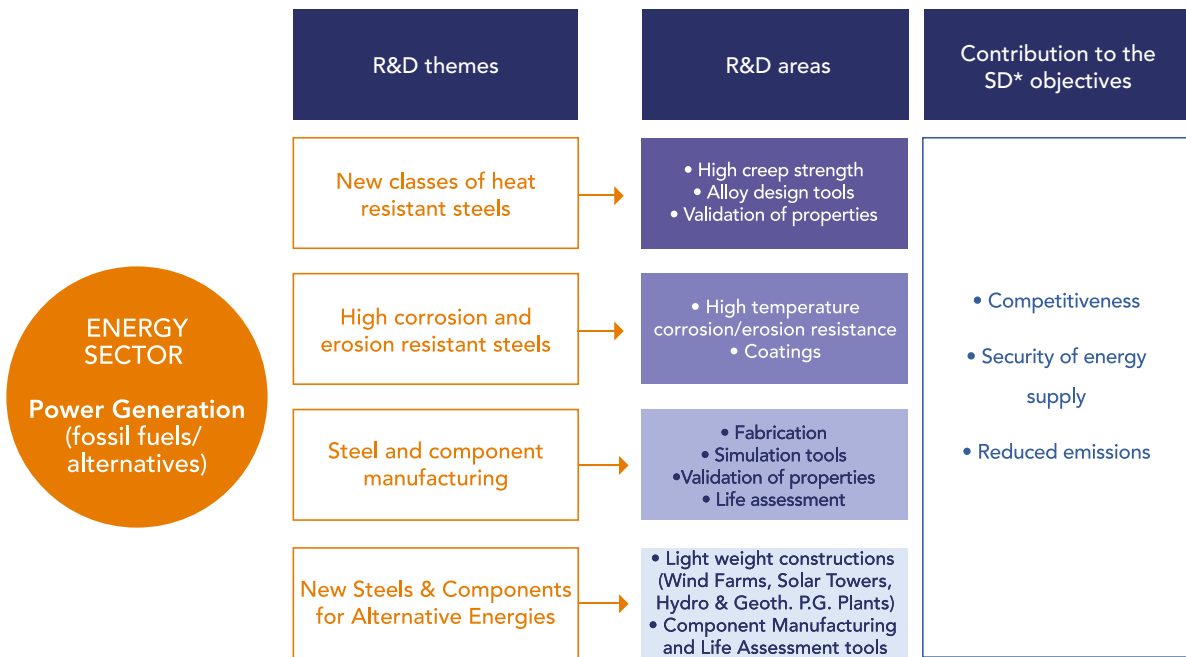 R&D themes
R&D areas
Contribution to the
SD* objectives
ENERGY
SECTOR
Power Generation
(fossil fuels/
alternatives)
New classes of heat
resistant steels
• High creep strength
• Alloy design tools
• Validation of properties
High corrosion and
erosion resistant steels
• High temperature
corrosion/erosion resistance
• Coatings
Steel and component
manufacturing
• Fabrication
• Simulation tools
•Validation of properties
• Life assessment
New Steels & Components
for Alternative Energies
• Light weight constructions
(Wind Farms, Solar Towers,
Hydro & Geoth. P.G. Plants)
• Component Manufacturing
and Life Assessment tools
• Competitiveness
• Security of energy
supply
• Reduced emissions